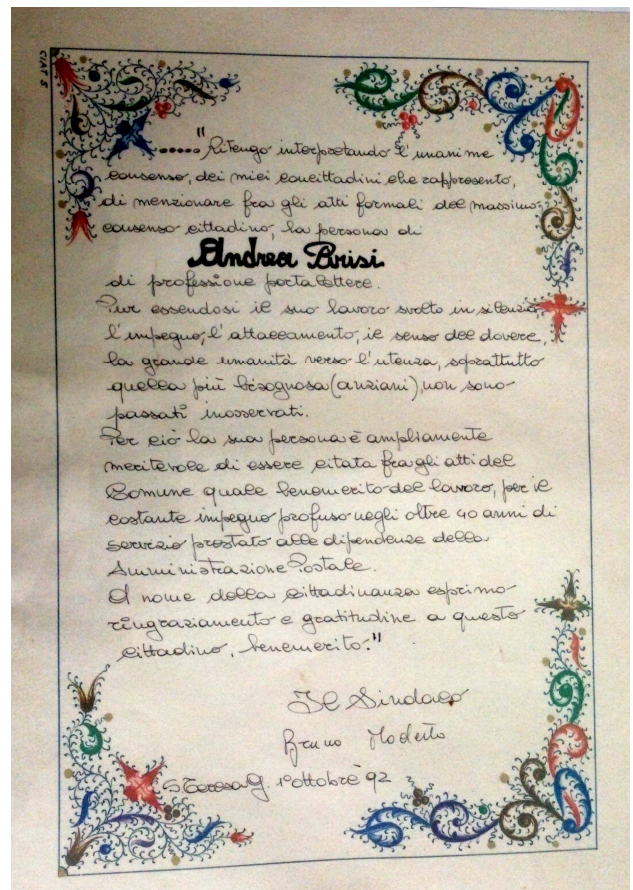 ....."Ritengo interpretando l'unanime
consenso, dei miei concittadini che rappresento,
di menzionare fra gli atti formali del massimo
consenso cittadino, la persona di
Andrea Brisi
di professione porta lettere.
Pur essendosi il suo lavoro svolto in silenzio
l'impegno, l'attaccamento, il senso del dovere,
la grande umanità verso l'utenza, soprattutto
quella più bisognosa (anziani), non sono
passati inosservati.
Per ciò la sua persona è ampliamente
meritevole di essere citata fra gli atti del
Comune quale benemerito del lavoro, per il
costante impegno profuso negli oltre 40 anni di
servizio prestato alle dipendenze della
Amministrazione Postale.
A nome della cittadinanza esprimo
ringraziamento e gratitudine a questo
cittadino, benemerito."
Il Sindaco
Bruno Modesto
S Teresa G. 1° ottobre 92